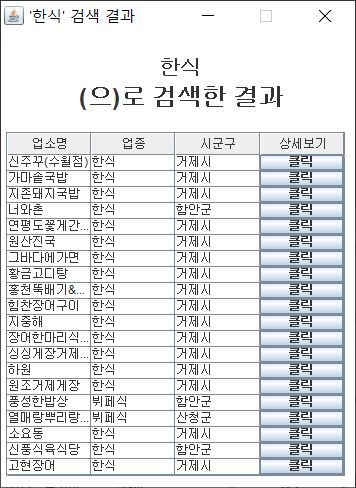 '한식' 검색 결과
한식
(으)로 검색한 결과
업소명 업종 시군구 상세보기
신주꾸(수월점) 한식 거제시 클릭
가마솥국밥 한식 거제시 클릭
지존돼지국밥 한식 거제시 클릭
너와촌 한식 함안군 클릭
연평도꽃게간... 한식 거제시 클릭
원산진국 한식 거제시 클릭
그바다에가면 한식 거제시 클릭
황금고디탕 한식 거제시 클릭
홍천뚝배기&... 한식 거제시 클릭
힘찬장어구이 한식 거제시 클릭
지중해 한식 거제시 클릭
장어한마리식... 한식 거제시 클릭
싱싱게장거제... 한식 거제시 클릭
하원 한식 거제시 클릭
원조거제게장 한식 거제시 클릭
풍성한밥상 뷔페식 함안군 클릭
열매랑뿌리랑... 뷔페식 산청군 클릭
소요동 한식 거제시 클릭
신풍식육식당 한식 함안군 클릭
고현장어 한식 거제시 클릭